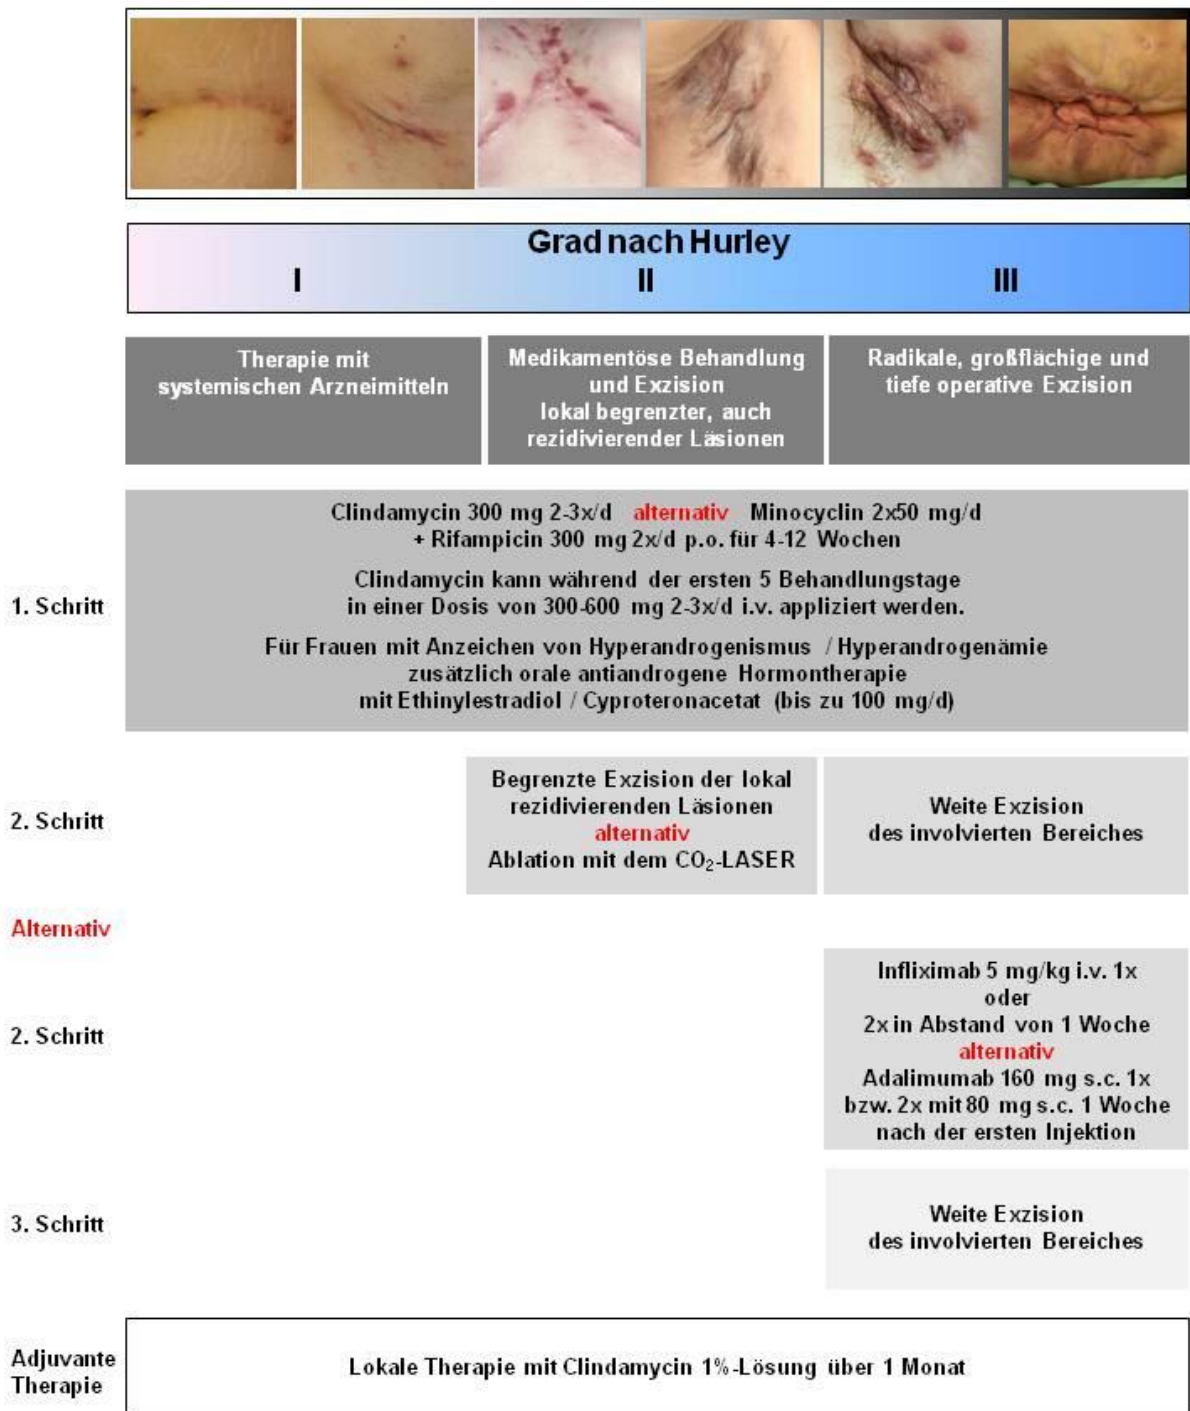 Grad nach Hurley
I II III
Therapie mit
systemischen Arzneimitteln
Medikamentöse Behandlung
und Exzision
lokal begrenzter, auch
rezidivierender Läsionen
Radikale, großflächige und
tiefe operative Exzision
1. Schritt
Clindamycin 300 mg 2-3x/d alternativ Minocyclin 2x50 mg/d
+ Rifampicin 300 mg 2x/d p.o. für 4-12 Wochen
Clindamycin kann während der ersten 5 Behandlungstage
in einer Dosis von 300-600 mg 2-3x/d i.v. appliziert werden.
Für Frauen mit Anzeichen von Hyperandrogenismus / Hyperandrogenämie
zusätzlich orale antiandrogene Hormontherapie
mit Ethinylestradiol / Cyproteronacetat (bis zu 100 mg/d)
2. Schritt
Begrenzte Exzision der lokal
rezidivierenden Läsionen
alternativ
Ablation mit dem CO₂-LASER
Weite Exzision
des involvierten Bereiches
Alternativ
2. Schritt
Infliximab 5 mg/kg i.v. 1x
oder
2x in Abstand von 1 Woche
alternativ
Adalimumab 160 mg s.c. 1x
bzw. 2x mit 80 mg s.c. 1 Woche
nach der ersten Injektion
3. Schritt
Weite Exzision
des involvierten Bereiches
Adjuvante
Therapie
Lokale Therapie mit Clindamycin 1%-Lösung über 1 Monat